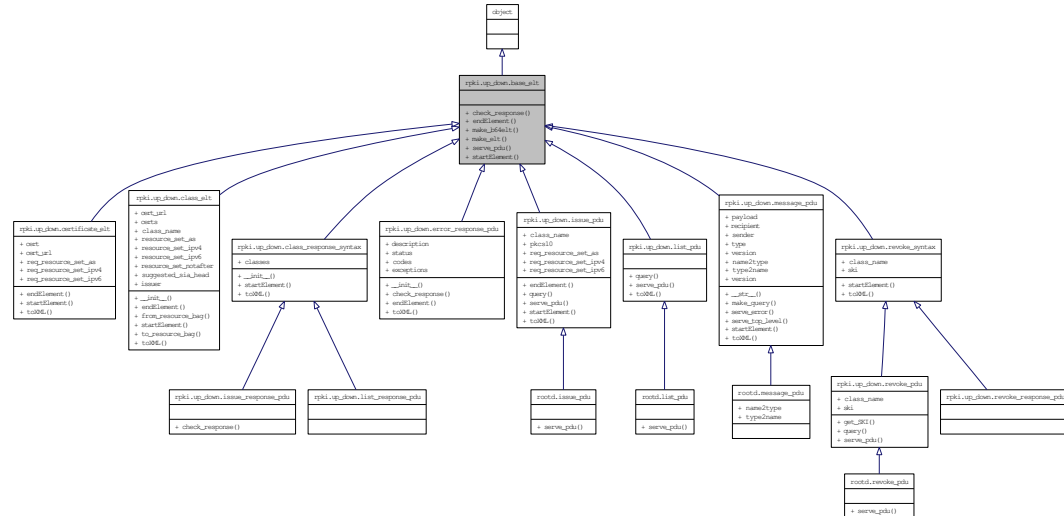 object
rpki.up_down.base_elt
+ check_response()
+ endElement()
+ make_b64elt()
+ make_elt()
+ serve_pdu()
+ startElement()
rpki.up_down.certificate_elt
+ cert
+ cert_url
+ req_resource_set_as
+ req_resource_set_ipv4
+ req_resource_set_ipv6
+ endElement()
+ startElement()
+ toXML()
rpki.up_down.class_elt
+ cert_url
+ certs
+ class_name
+ resource_set_as
+ resource_set_ipv4
+ resource_set_ipv6
+ resource_set_notafter
+ suggested_sia_head
+ issuer
+ __init__()
+ endElement()
+ from_resource_bag()
+ startElement()
+ to_resource_bag()
+ toXML()
rpki.up_down.class_response_syntax
+ classes
+ __init__()
+ startElement()
+ toXML()
rpki.up_down.error_response_pdu
+ description
+ status
+ codes
+ exceptions
+ __init__()
+ check_response()
+ endElement()
+ toXML()
rpki.up_down.issue_pdu
+ class_name
+ pkcs10
+ req_resource_set_as
+ req_resource_set_ipv4
+ req_resource_set_ipv6
+ endElement()
+ query()
+ serve_pdu()
+ startElement()
+ toXML()
rpki.up_down.list_pdu
+ query()
+ serve_pdu()
+ toXML()
rpki.up_down.message_pdu
+ payload
+ recipient
+ sender
+ type
+ version
+ name2type
+ type2name
+ version
+ __str__()
+ make_query()
+ serve_error()
+ serve_top_level()
+ startElement()
+ toXML()
rpki.up_down.revoke_syntax
+ class_name
+ ski
+ startElement()
+ toXML()
rpki.up_down.issue_response_pdu
+ check_response()
rpki.up_down.list_response_pdu
rootd.issue_pdu
+ serve_pdu()
rootd.list_pdu
+ serve_pdu()
rootd.message_pdu
+ name2type
+ type2name
rpki.up_down.revoke_pdu
+ class_name
+ ski
+ get_SKI()
+ query()
+ serve_pdu()
rpki.up_down.revoke_response_pdu
rootd.revoke_pdu
+ serve_pdu()